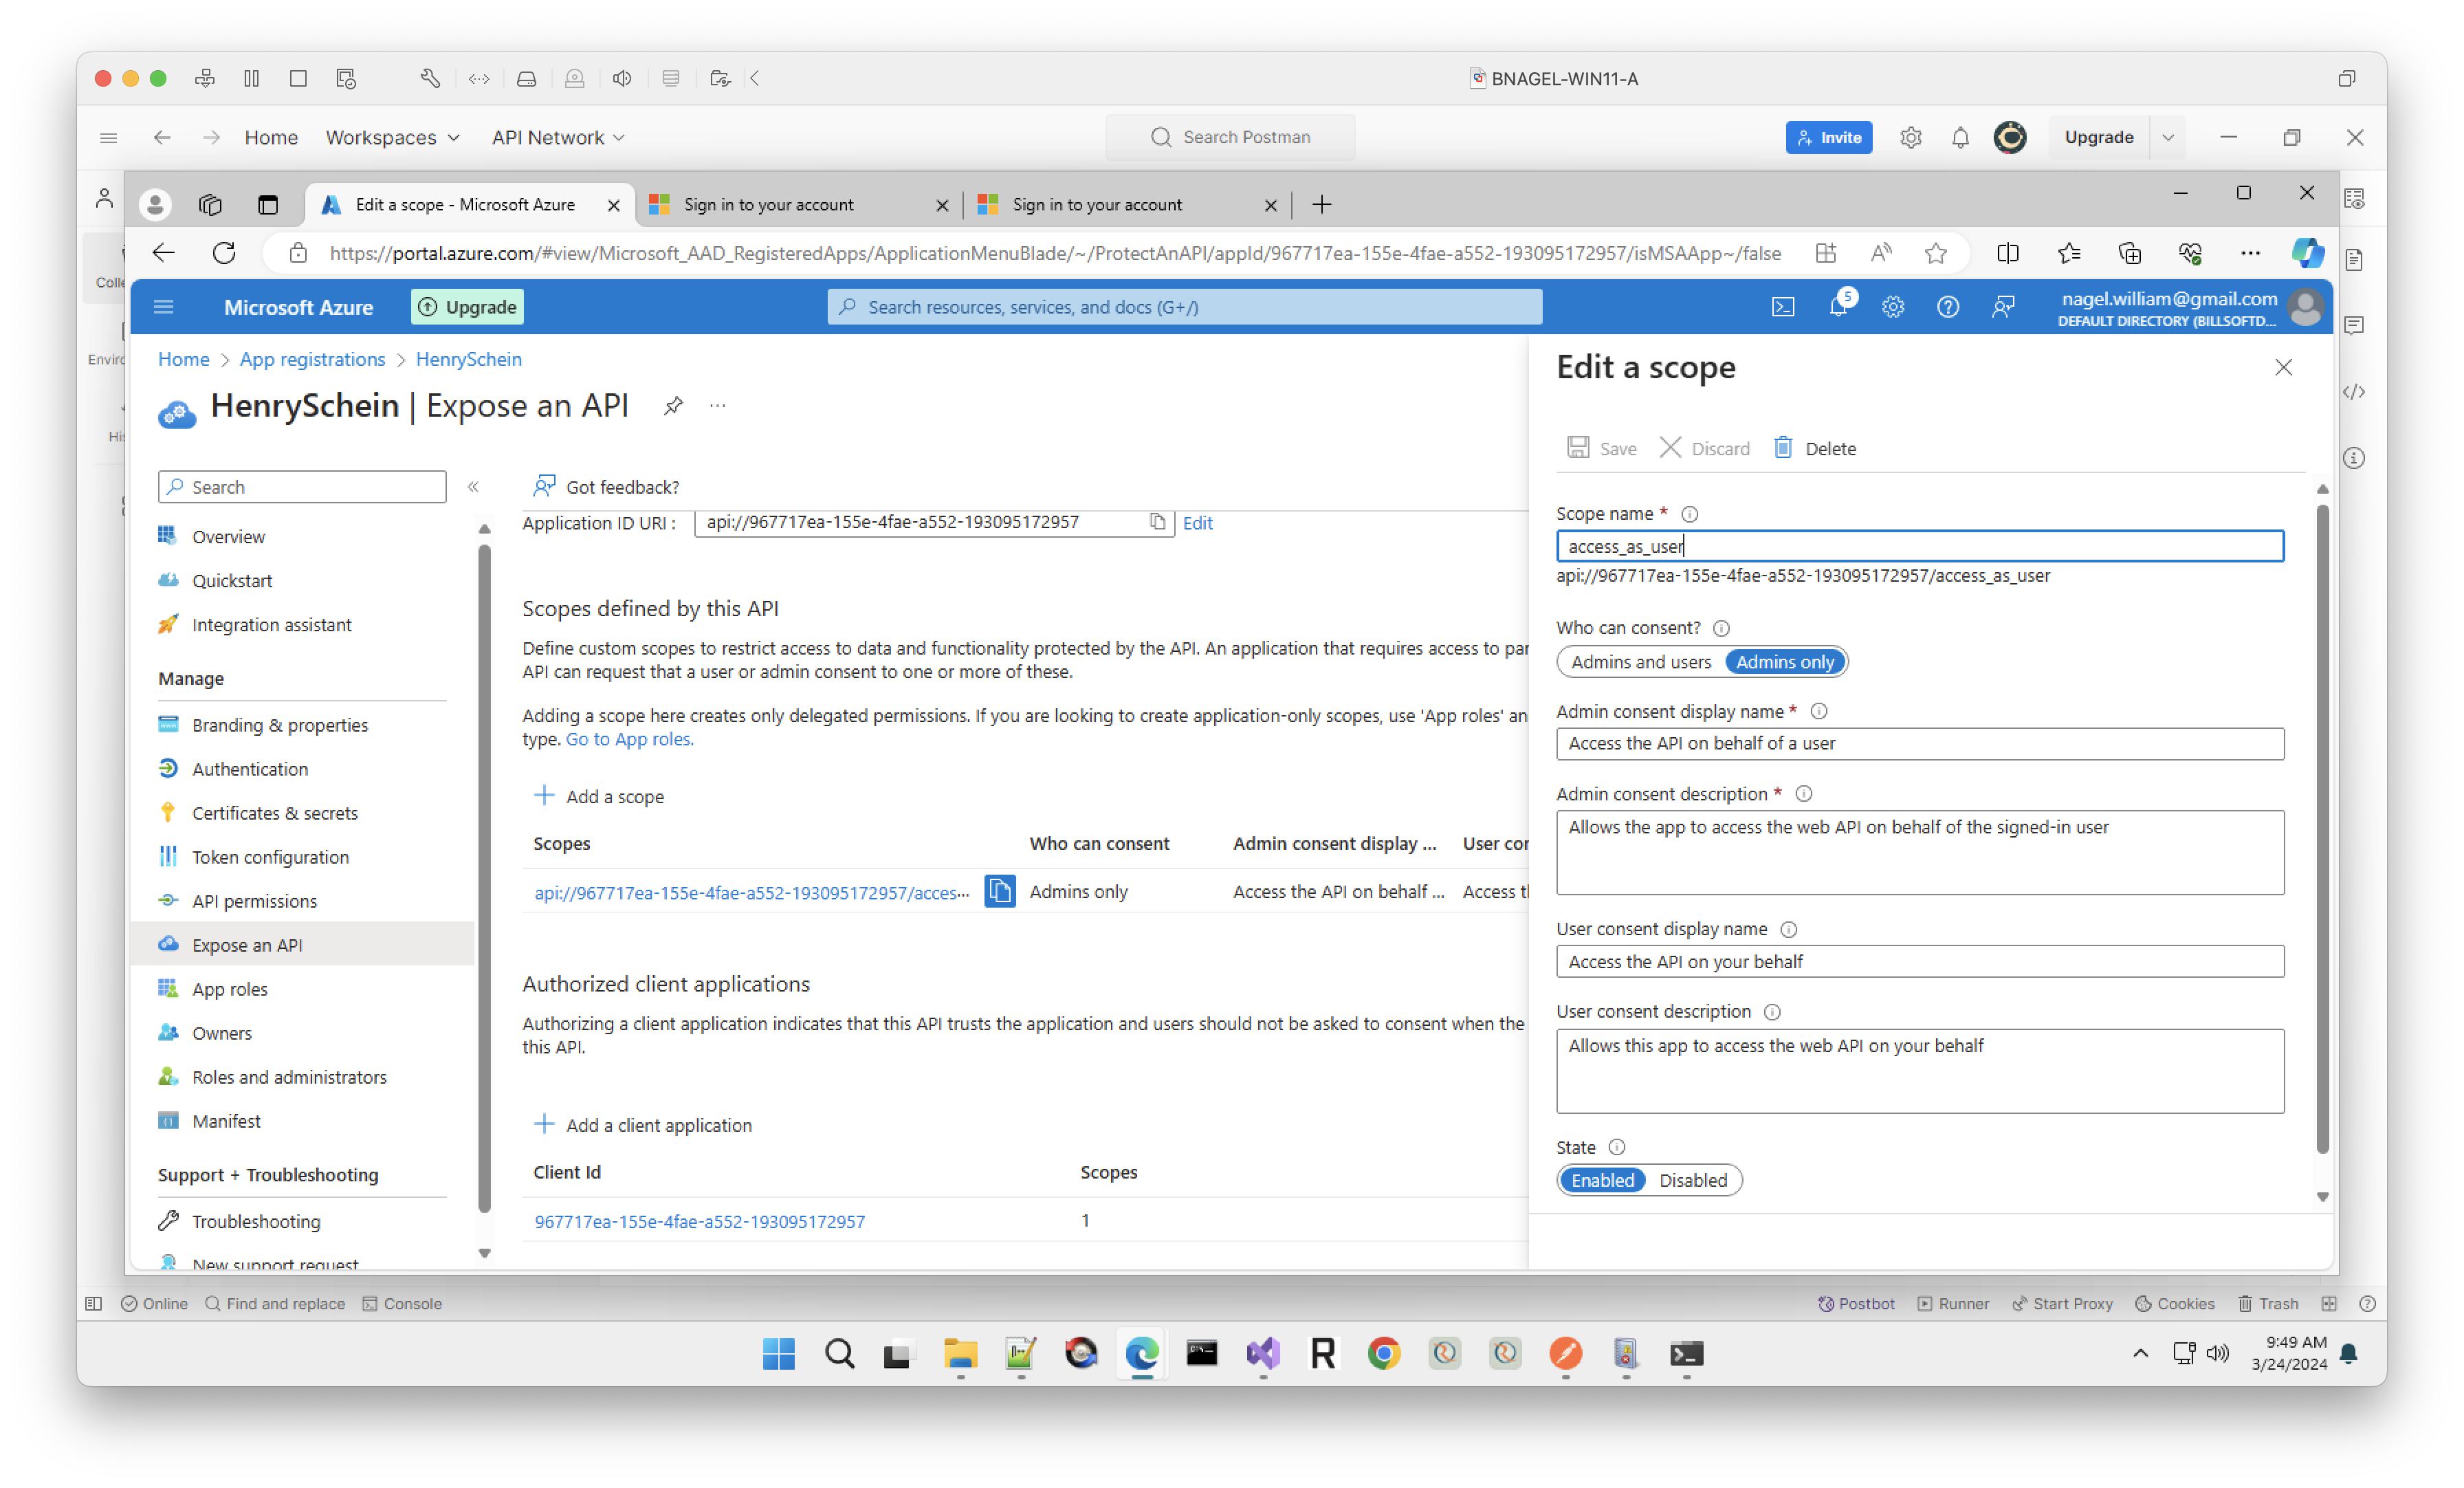 BNAGEL-WIN11-A
Home Workspaces API Network Search Postman Invite Upgrade
Edit a scope - Microsoft Azure Sign in to your account Sign in to your account
https://portal.azure.com/#view/Microsoft_AAD_RegisteredApps/ApplicationMenuBlade/~/ProtectAnAPI/appId/967717ea-155e-4fae-a552-193095172957/isMSAApp~/false
Colle
Enviro
His
Microsoft Azure Upgrade Search resources, services, and docs (G+/) 5 nagel.william@gmail.com
DEFAULT DIRECTORY (BILLSOFTD...
Home > App registrations > HenrySchein
HenrySchein | Expose an API
Search
Overview
Quickstart
Integration assistant
Manage
Branding & properties
Authentication
Certificates & secrets
Token configuration
API permissions
Expose an API
App roles
Owners
Roles and administrators
Manifest
Support + Troubleshooting
Troubleshooting
New support request
Got feedback?
Application ID URI : api://967717ea-155e-4fae-a552-193095172957 Edit
Scopes defined by this API
Define custom scopes to restrict access to data and functionality protected by the API. An application that requires access to par
API can request that a user or admin consent to one or more of these.
Adding a scope here creates only delegated permissions. If you are looking to create application-only scopes, use 'App roles' an
type. Go to App roles.
Add a scope
Scopes Who can consent Admin consent display ... User con
api://967717ea-155e-4fae-a552-193095172957/acces... Admins only Access the API on behalf ... Access t
Authorized client applications
Authorizing a client application indicates that this API trusts the application and users should not be asked to consent when the
this API.
Add a client application
Client Id Scopes
967717ea-155e-4fae-a552-193095172957 1
Edit a scope
Save Discard Delete
Scope name *
access_as_user
api://967717ea-155e-4fae-a552-193095172957/access_as_user
Who can consent?
Admins and users Admins only
Admin consent display name *
Access the API on behalf of a user
Admin consent description *
Allows the app to access the web API on behalf of the signed-in user
User consent display name
Access the API on your behalf
User consent description
Allows this app to access the web API on your behalf
State
Enabled Disabled
Online Find and replace Console Postbot Runner Start Proxy Cookies Trash
9:49 AM
3/24/2024